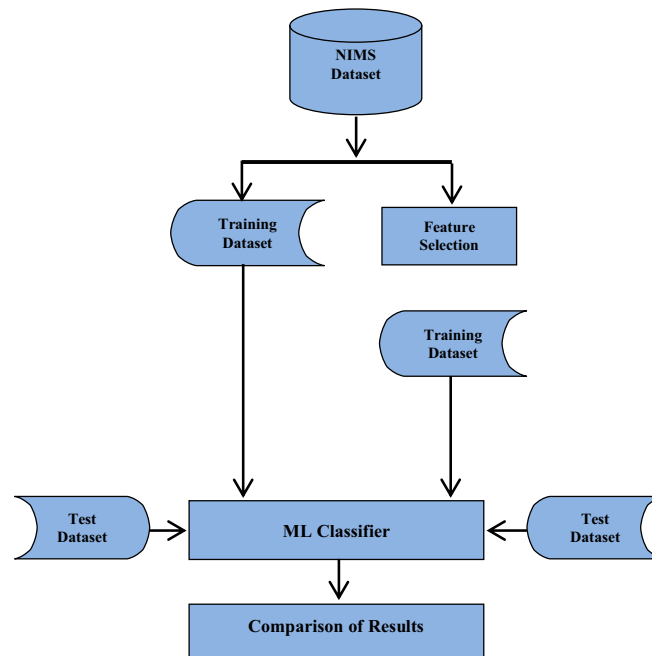 NIMS
Dataset
Training
Dataset
Feature
Selection
Training
Dataset
Test
Dataset
ML Classifier
Test
Dataset
Comparison of Results